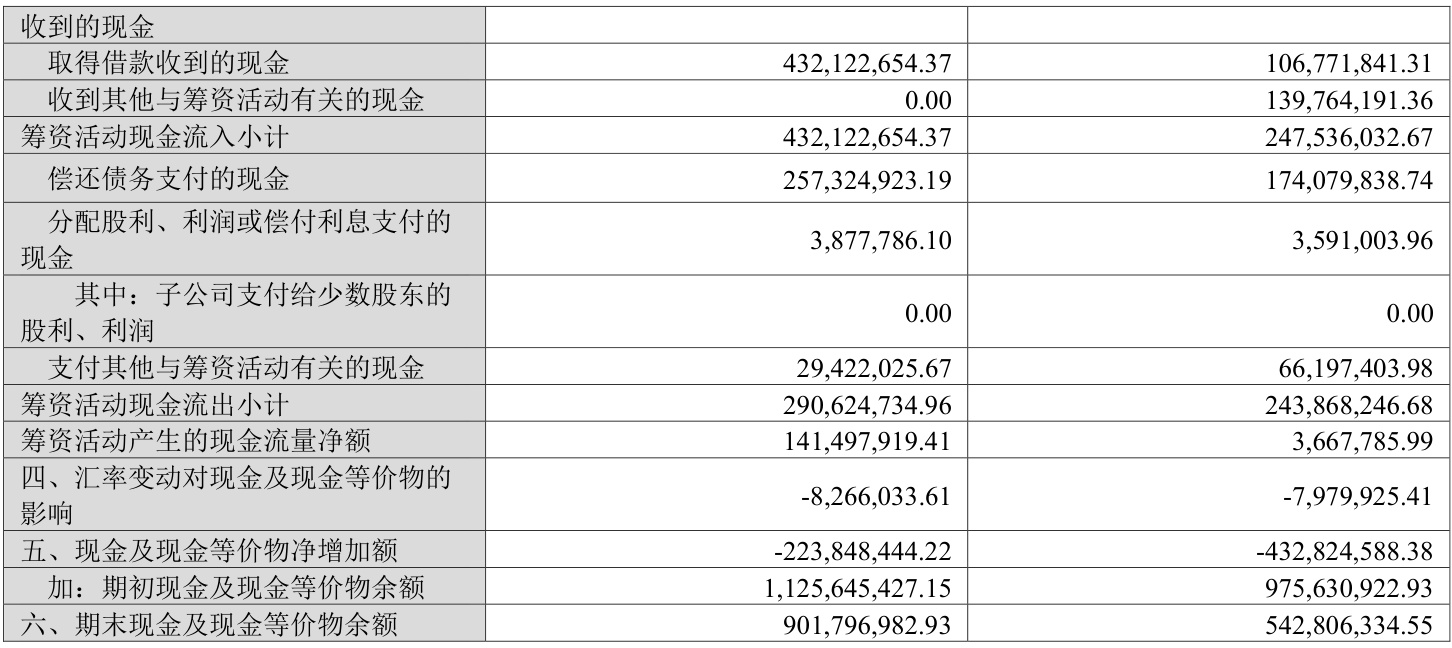 收到的现金
取得借款收到的现金 432,122,654.37 106,771,841.31
收到其他与筹资活动有关的现金 0.00 139,764,191.36
筹资活动现金流入小计 432,122,654.37 247,536,032.67
偿还债务支付的现金 257,324,923.19 174,079,838.74
分配股利、利润或偿付利息支付的
现金 3,877,786.10 3,591,003.96
其中：子公司支付给少数股东的
股利、利润 0.00 0.00
支付其他与筹资活动有关的现金 29,422,025.67 66,197,403.98
筹资活动现金流出小计 290,624,734.96 243,868,246.68
筹资活动产生的现金流量净额 141,497,919.41 3,667,785.99
四、汇率变动对现金及现金等价物的
影响 -8,266,033.61 -7,979,925.41
五、现金及现金等价物净增加额 -223,848,444.22 -432,824,588.38
加：期初现金及现金等价物余额 1,125,645,427.15 975,630,922.93
六、期末现金及现金等价物余额 901,796,982.93 542,806,334.55